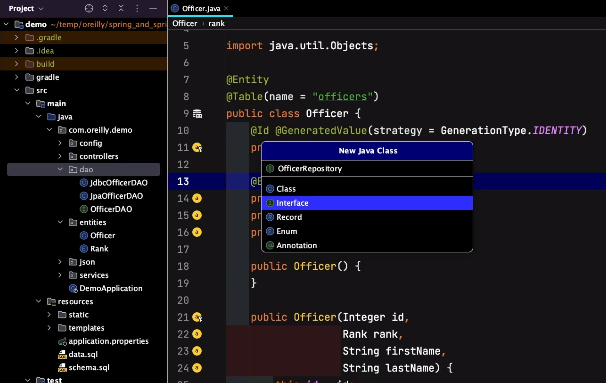 Project
Officer.java
demo ~/temp/oreilly/spring_and_spri
Officer › rank
.gradle
.idea
build
gradle
src
main
java
com.oreilly.demo
config
controllers
dao
JdbcOfficerDAO
JpaOfficerDAO
OfficerDAO
entities
Officer
Rank
json
services
DemoApplication
resources
static
templates
application.properties
data.sql
schema.sql
test
5 import java.util.Objects;
6
7 @Entity
8 @Table(name = "officers")
9 public class Officer {
10 @Id @GeneratedValue(strategy = GenerationType.IDENTITY)
11 pr
12
13 @E
14 pr
15 pr
16 pr
17
18 public Officer() {
19 }
20
21 public Officer(Integer id,
22 Rank rank,
23 String firstName,
24 String lastName) {
New Java Class
OfficerRepository
Class
Interface
Record
Enum
Annotation